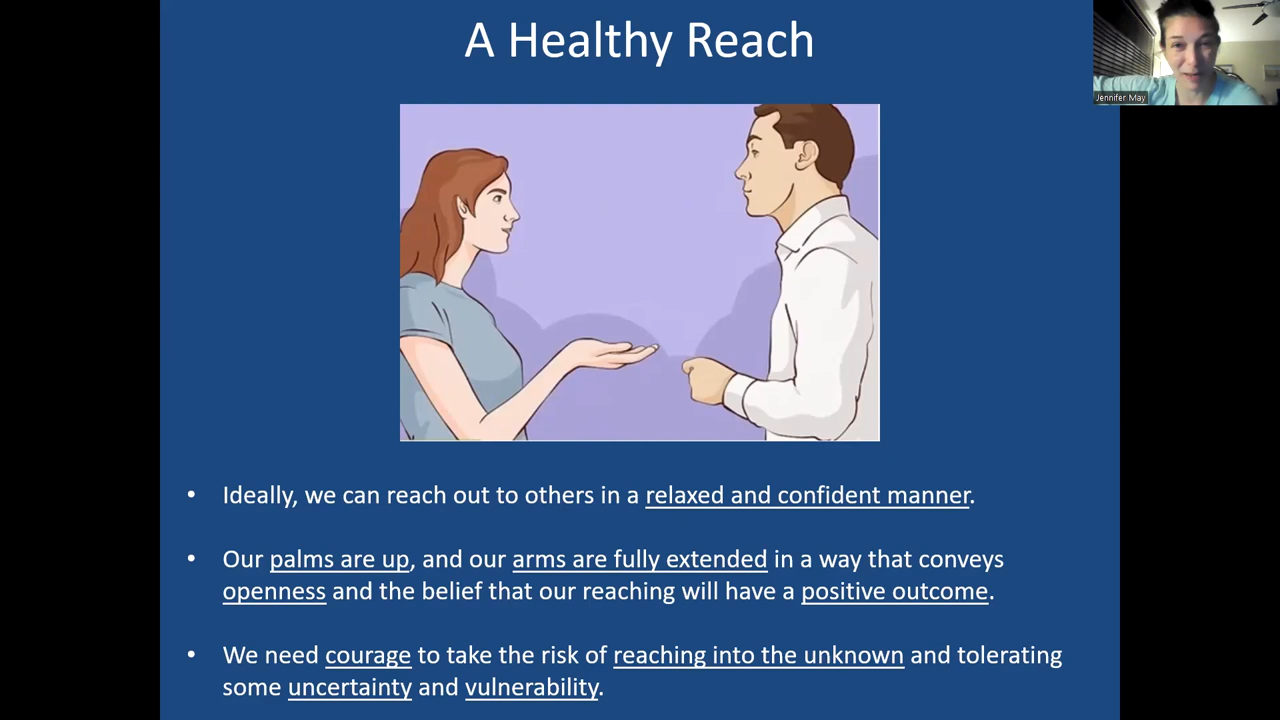 A Healthy Reach
Jennifer May
• Ideally, we can reach out to others in a relaxed and confident manner.
• Our palms are up, and our arms are fully extended in a way that conveys
openness and the belief that our reaching will have a positive outcome.
• We need courage to take the risk of reaching into the unknown and tolerating
some uncertainty and vulnerability.